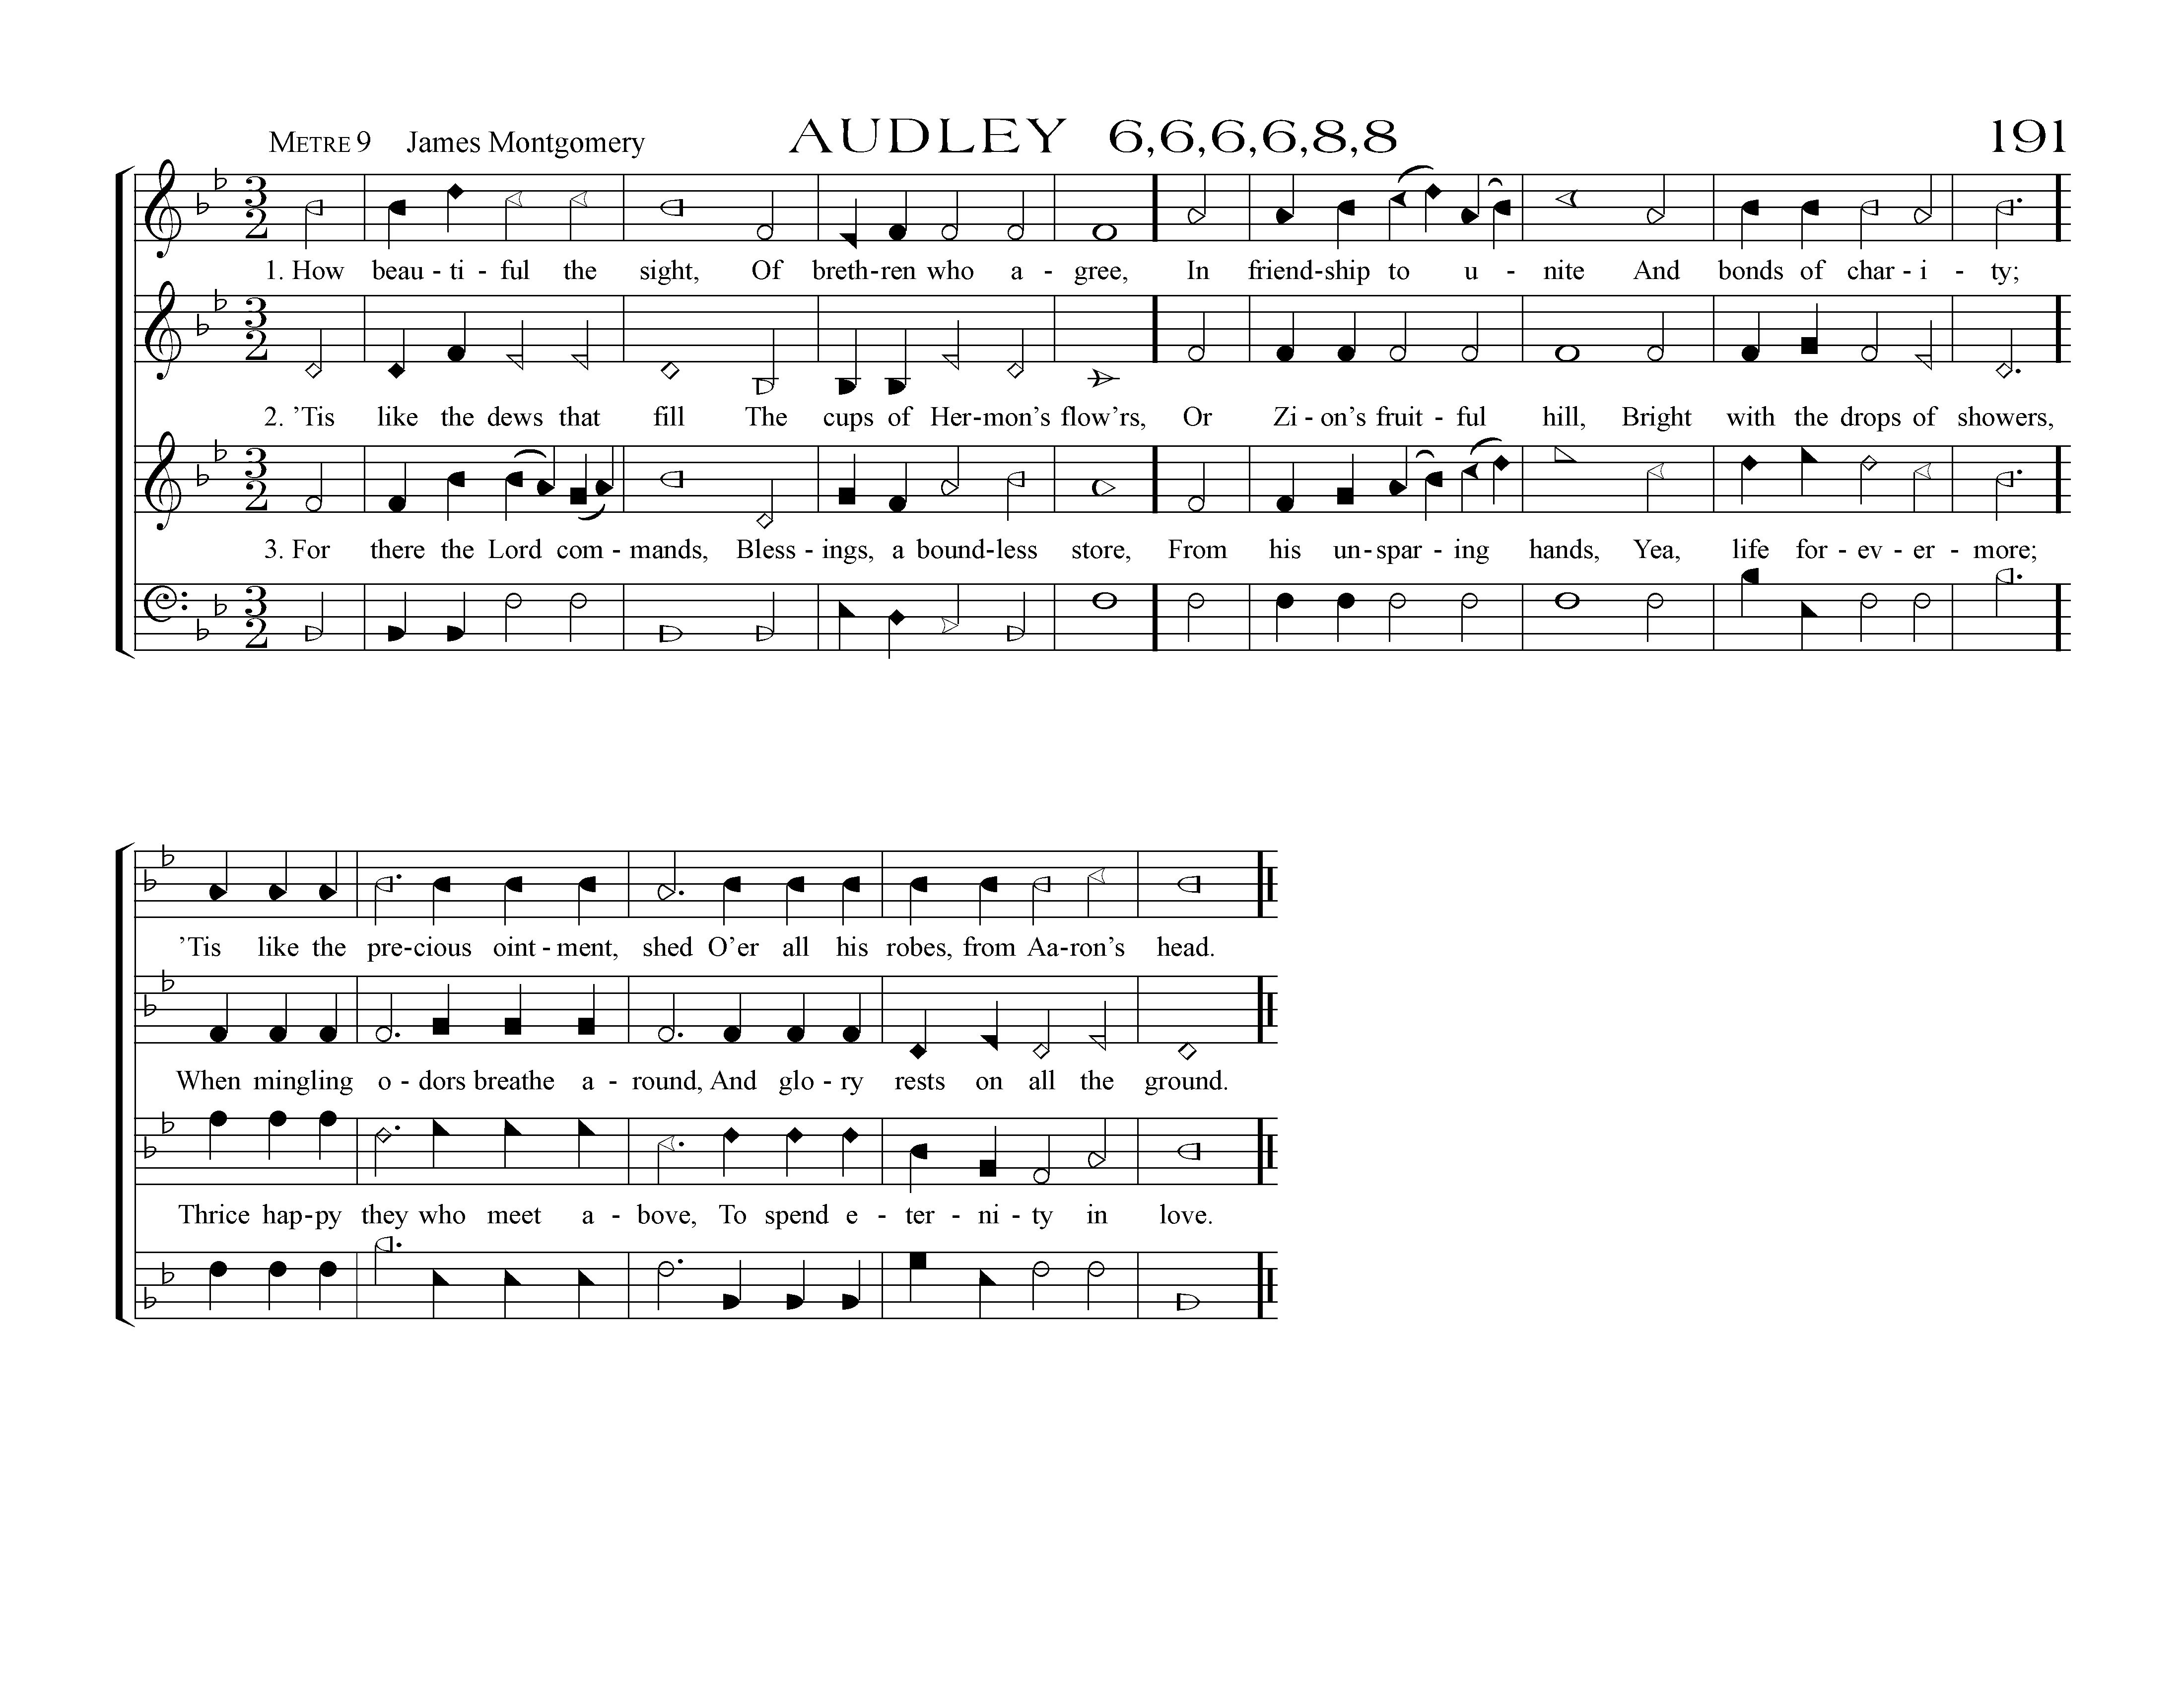 METRE 9 James Montgomery AUDLEY 6,6,6,6,8,8 191
3 2
1. How beau - ti - ful the sight, Of breth-ren who a - gree, In friend-ship to u - nite And bonds of char - i - ty;
3 2
2. ’Tis like the dews that fill The cups of Her-mon’s flow’rs, Or Zi - on’s fruit - ful hill, Bright with the drops of showers,
3 2
3. For there the Lord com - mands, Bless - ings, a bound-less store, From his un-spar - ing hands, Yea, life for - ev - er - more;
3 2
’Tis like the pre-cious oint - ment, shed O’er all his robes, from Aa-ron’s head.
When mingling o - dors breathe a - round, And glo - ry rests on all the ground.
Thrice hap-py they who meet a - bove, To spend e - ter - ni - ty in love.